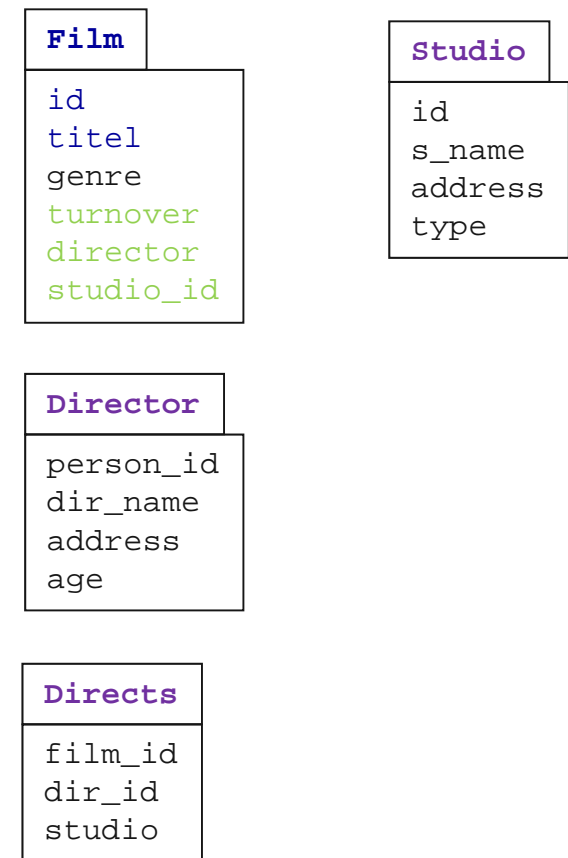 Film
id
titel
genre
turnover
director
studio_id
Studio
id
s_name
address
type
Director
person_id
dir_name
address
age
Directs
film_id
dir_id
studio